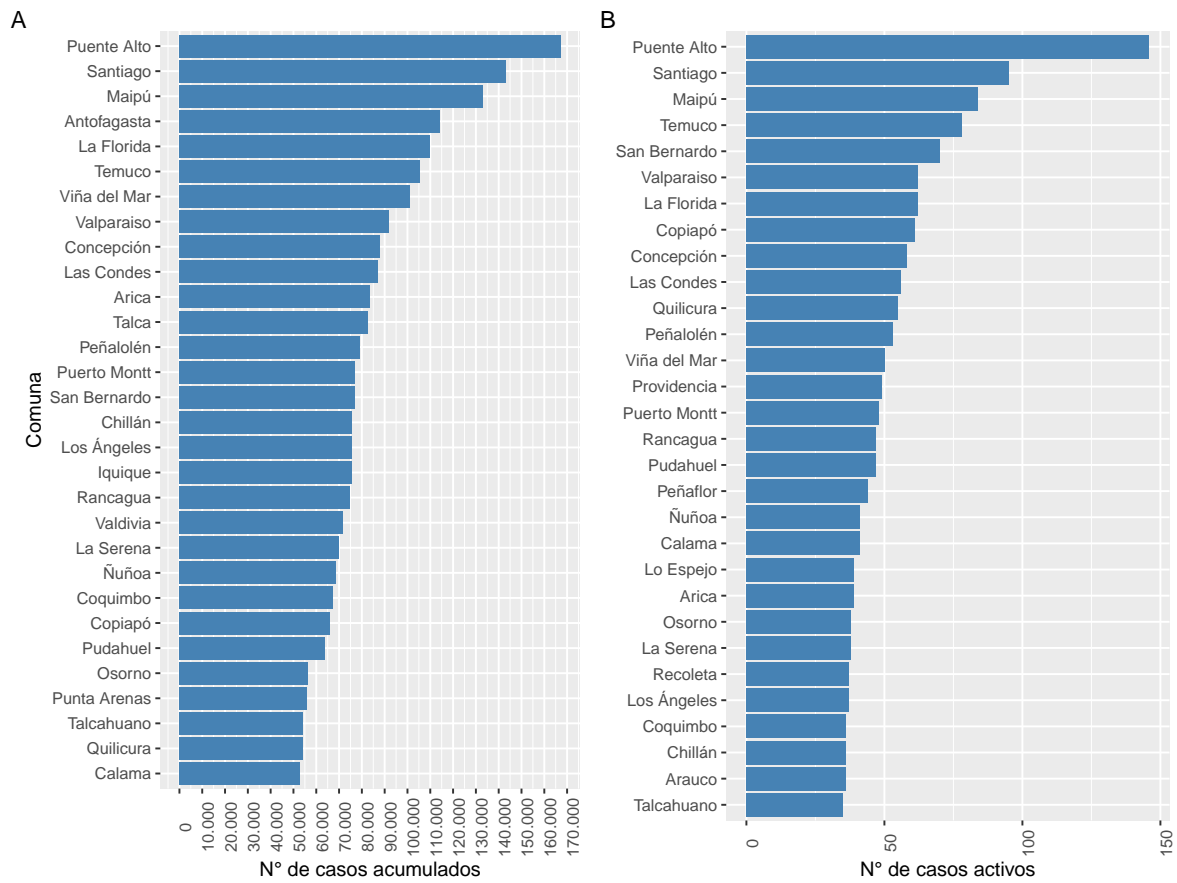 A
Comuna
Puente Alto
Santiago
Maipú
Antofagasta
La Florida
Temuco
Viña del Mar
Valparaiso
Concepción
Las Condes
Arica
Talca
Peñalolén
Puerto Montt
San Bernardo
Chillán
Los Ángeles
Iquique
Rancagua
Valdivia
La Serena
Ñuñoa
Coquimbo
Copiapó
Pudahuel
Osorno
Punta Arenas
Talcahuano
Quilicura
Calama
0
10.000
20.000
30.000
40.000
50.000
60.000
70.000
80.000
90.000
100.000
110.000
120.000
130.000
140.000
150.000
160.000
170.000
N° de casos acumulados
B
Puente Alto
Santiago
Maipú
Temuco
San Bernardo
Valparaiso
La Florida
Copiapó
Concepción
Las Condes
Quilicura
Peñalolén
Viña del Mar
Providencia
Puerto Montt
Rancagua
Pudahuel
Peñaflor
Ñuñoa
Calama
Lo Espejo
Arica
Osorno
La Serena
Recoleta
Los Ángeles
Coquimbo
Chillán
Arauco
Talcahuano
0
50
100
150
N° de casos activos